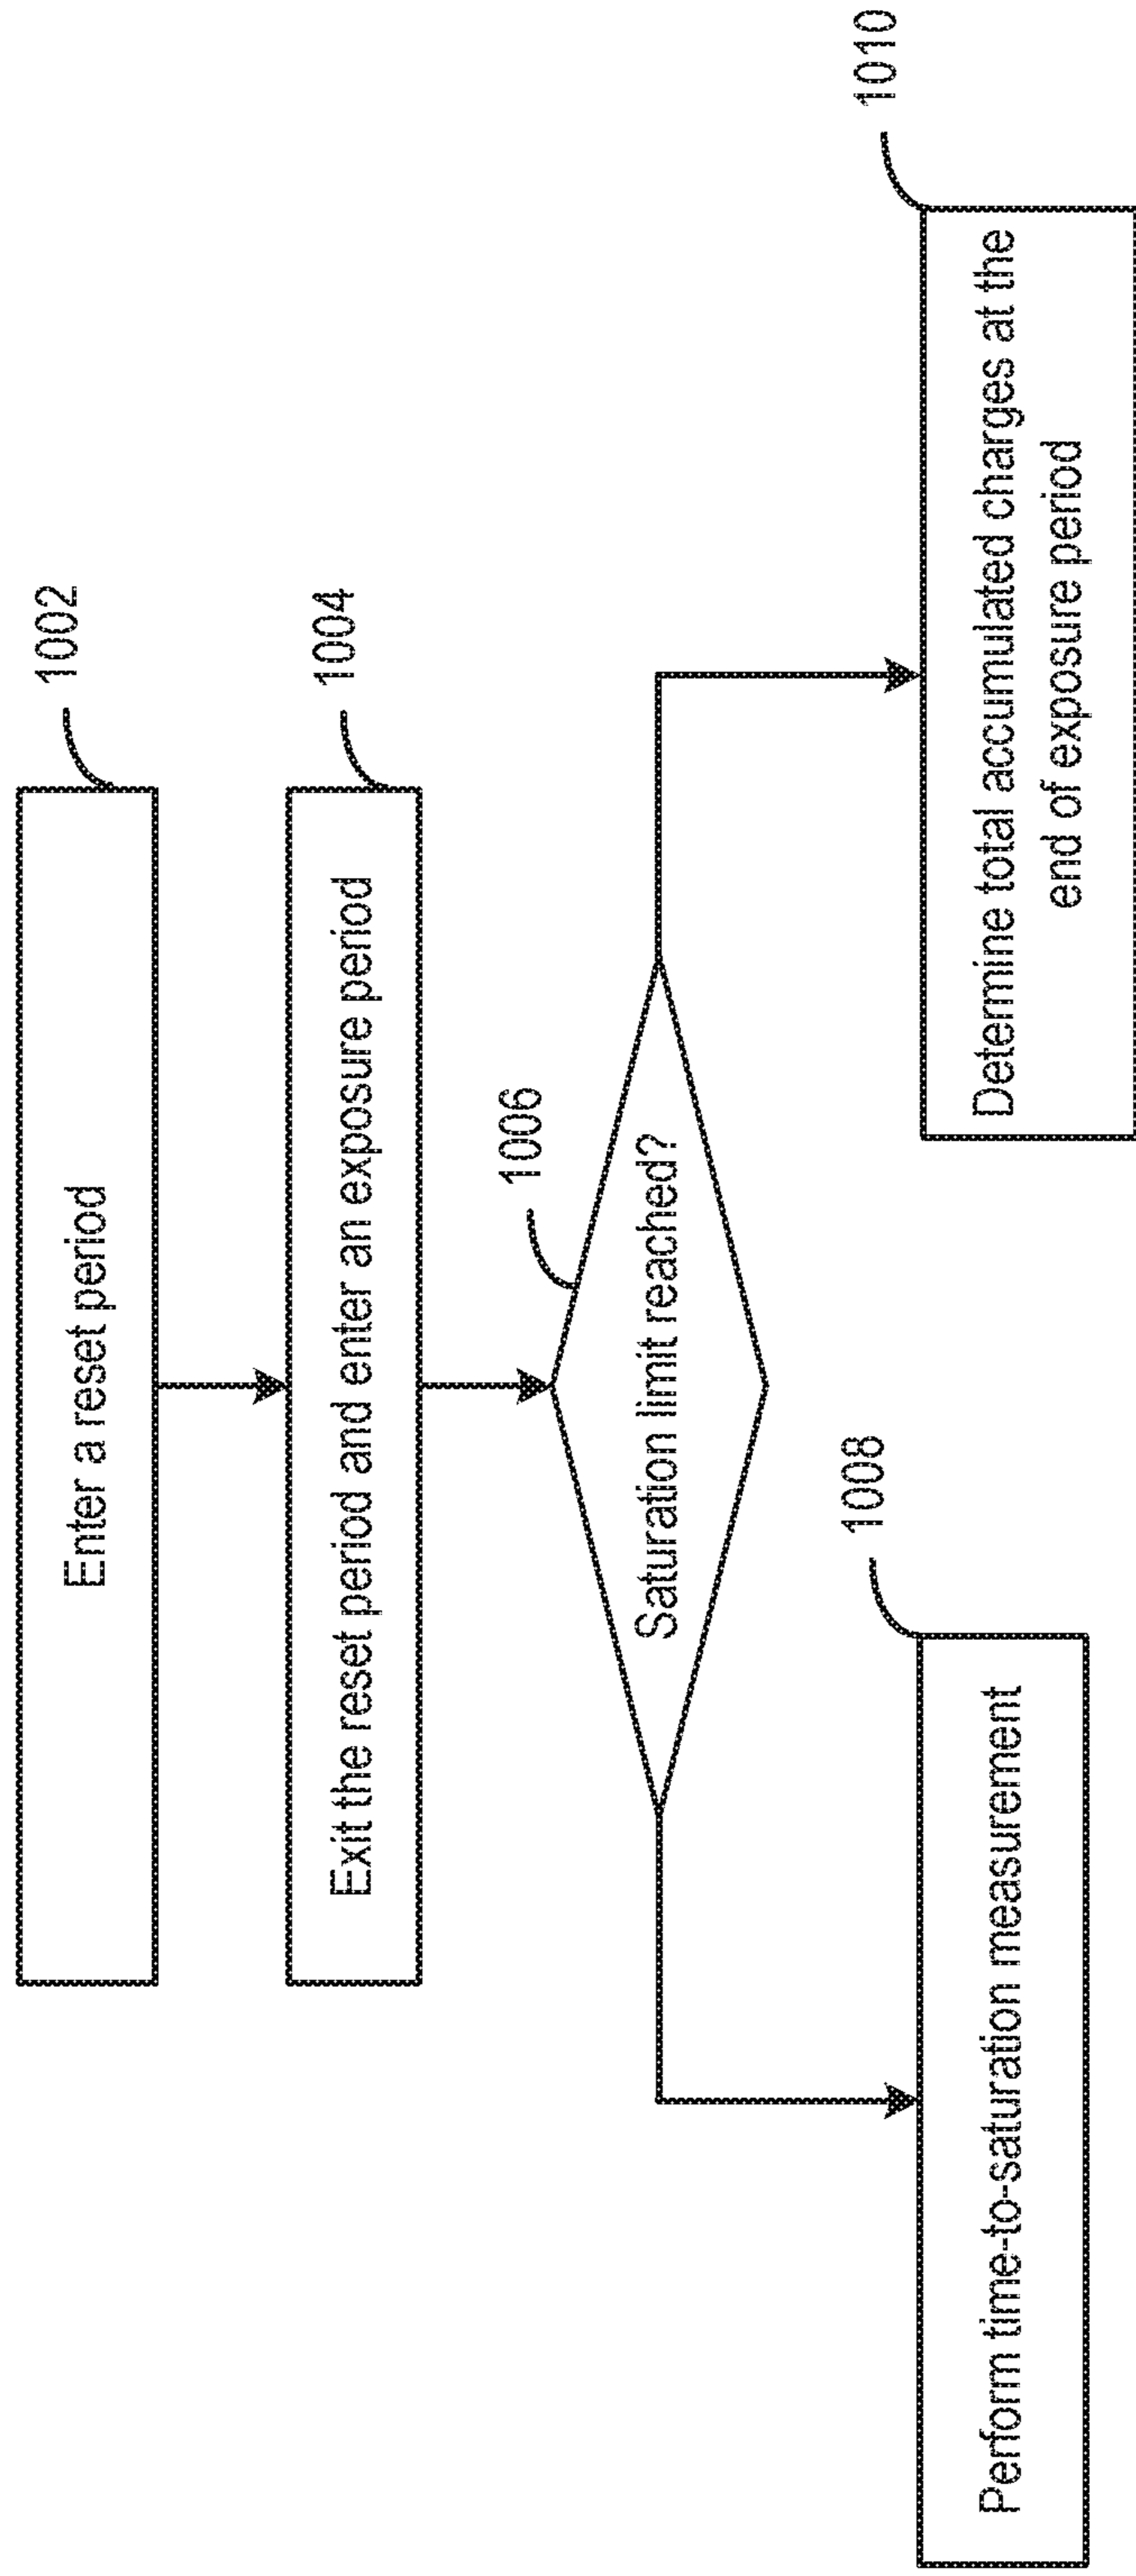 Enter a reset period
1002
Exit the reset period and enter an exposure period
1004
1006
Saturation limit reached?
1008
Perform time-to-saturation measurement
1010
Determine total accumulated charges at the
end of exposure period